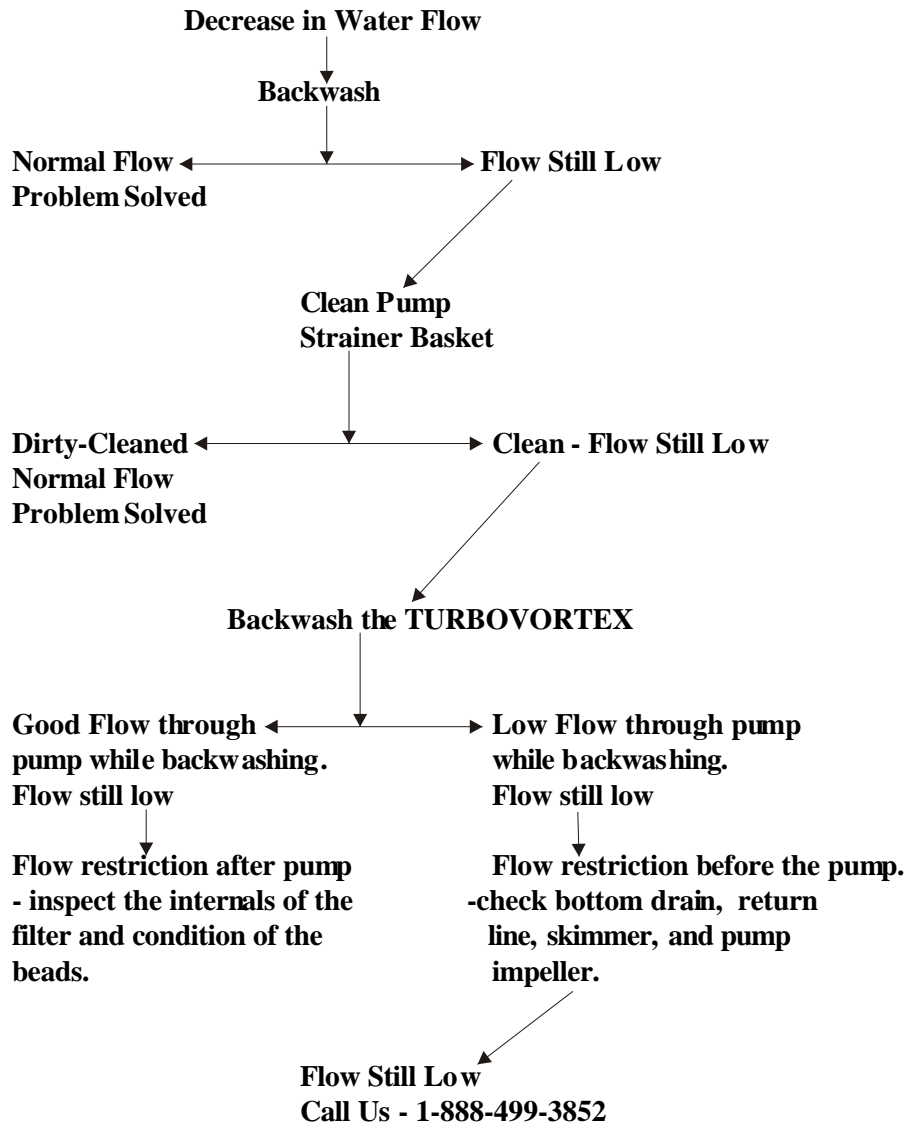 Decrease in Water Flow
Backwash
Normal Flow
Problem Solved
Flow Still Low
Clean Pump
Strainer Basket
Dirty-Cleaned
Normal Flow
Problem Solved
Clean - Flow Still Low
Backwash the TURBOVORTEX
Good Flow through
pump while backwashing.
Flow still low
Low Flow through pump
while backwashing.
Flow still low
Flow restriction after pump
- inspect the internals of the
filter and condition of the
beads.
Flow restriction before the pump.
-check bottom drain, return
line, skimmer, and pump
impeller.
Flow Still Low
Call Us - 1-888-499-3852